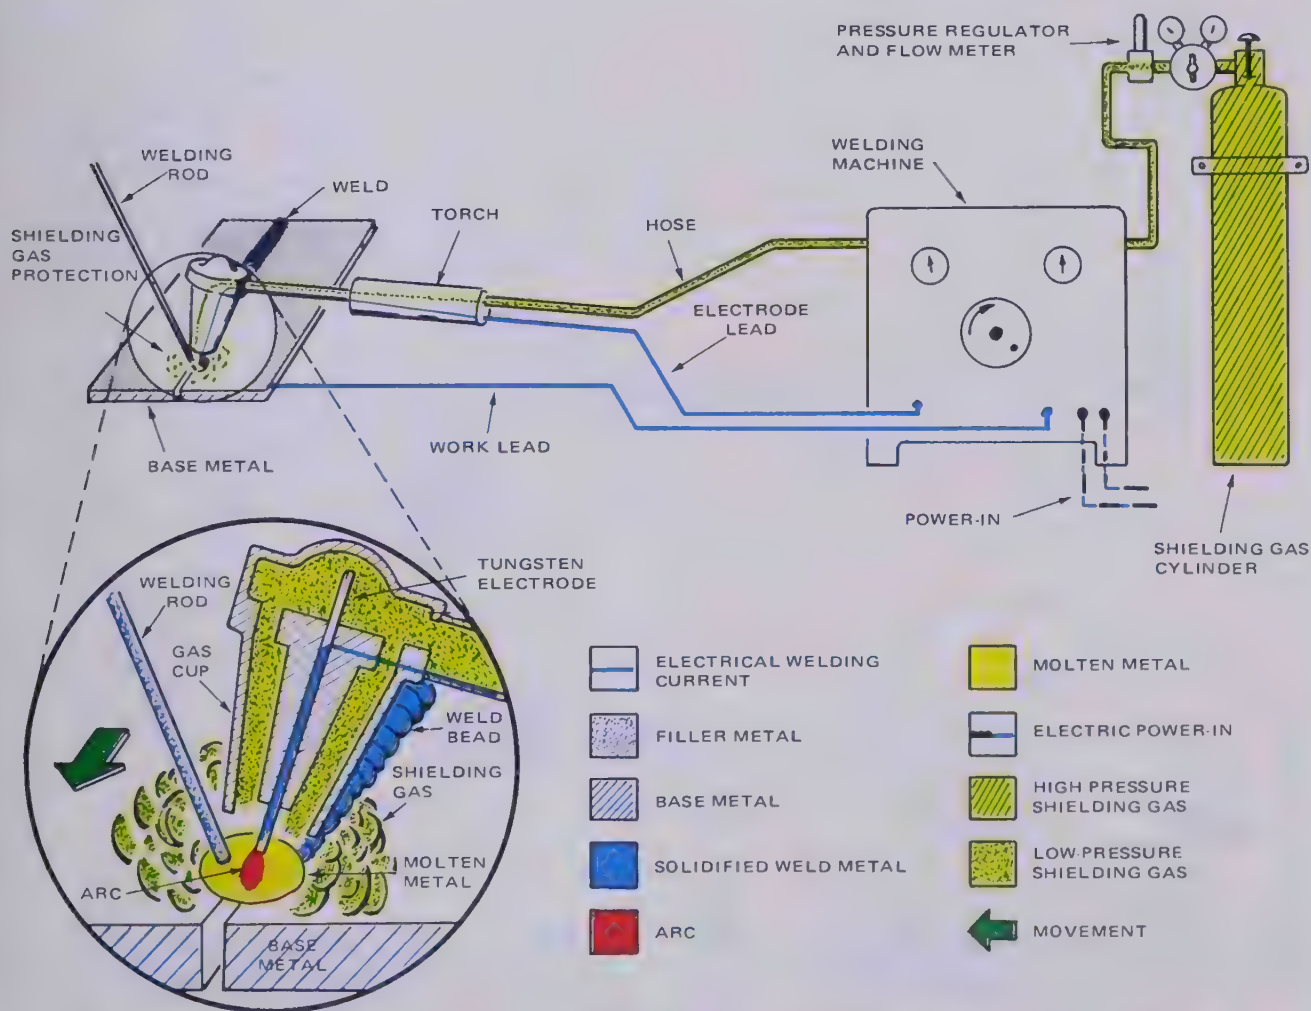 PRESSURE REGULATOR
AND FLOW METER
WELDING
MACHINE
WELDING
ROD
WELD
TORCH
HOSE
SHIELDING
GAS
PROTECTION
ELECTRODE
LEAD
WORK LEAD
BASE METAL
POWER-IN
SHIELDING GAS
CYLINDER
TUNGSTEN
ELECTRODE
WELDING
ROD
GAS
CUP
WELD
BEAD
SHIELDING
GAS
MOLTEN
METAL
ARC
BASE
METAL
ELECTRICAL WELDING
CURRENT
FILLER METAL
BASE METAL
SOLIDIFIED WELD METAL
ARC
MOLTEN METAL
ELECTRIC POWER-IN
HIGH PRESSURE
SHIELDING GAS
LOW-PRESSURE
SHIELDING GAS
MOVEMENT